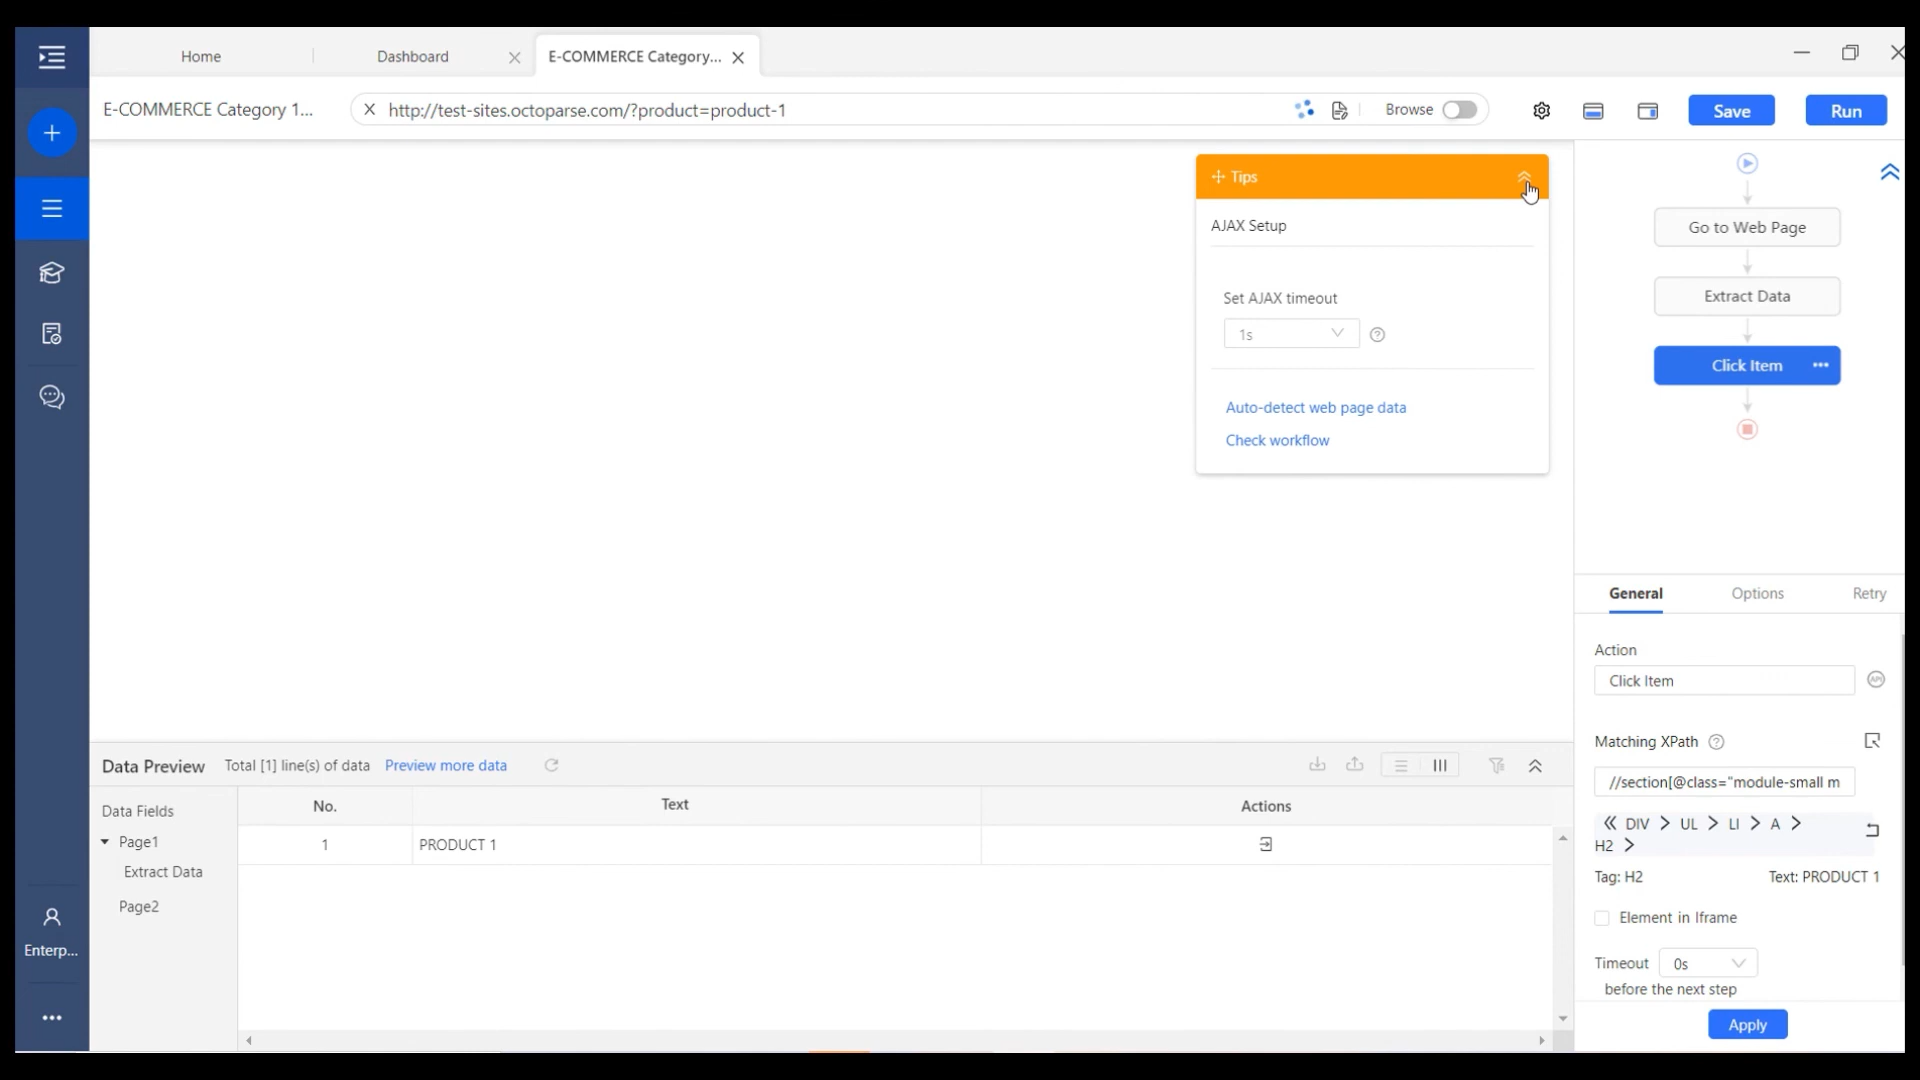 Home
Dashboard
E-COMMERCE Category...
E-COMMERCE Category 1...
http://test-sites.octoparse.com/?product=product-1
Browse
Save
Run
Tips
AJAX Setup
Set AJAX timeout
1s
Auto-detect web page data
Check workflow
Go to Web Page
Extract Data
Click Item
General
Options
Retry
Action
Click Item
Matching XPath
//section[@class="module-small m
DIV > UL > LI > A >
H2 >
Tag: H2
Text: PRODUCT 1
Element in Iframe
Timeout
0s
before the next step
Apply
Data Preview
Total [1] line(s) of data
Preview more data
Data Fields
Page1
Extract Data
Page2
No.
Text
Actions
1
PRODUCT 1
Enterp...